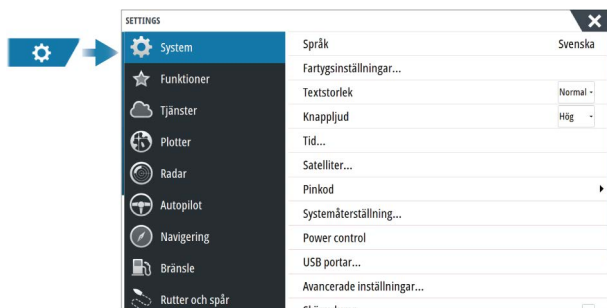 SETTINGS
System
Funktioner
Tjänster
Plotter
Radar
Autopilot
Navigering
Bränsle
Rutter och spår
Språk Svenska
Fartygsinställningar...
Textstorlek Normal
Knappljud Hög
Tid...
Satelliter...
Pinkod
Systemåterställning...
Power control
USB portar...
Avancerade inställningar...